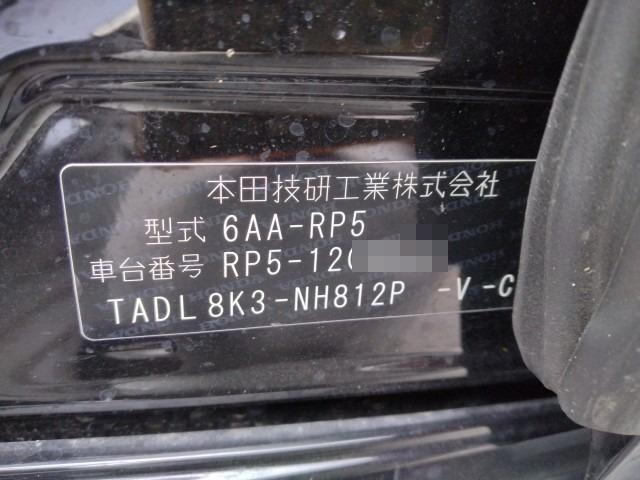 本田技研工業株式会社
型式 6AA-RP5
車台番号 RP5-120
TADL 8K3-NH812P -V -C